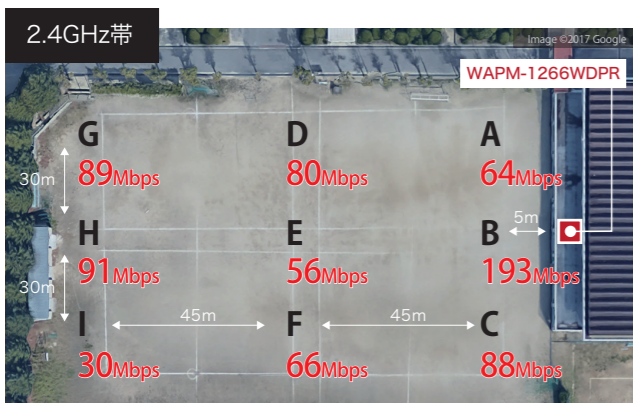 2.4GHz帯
Image ©2017 Google
WAPM-1266WDPR
G
D
A
89Mbps
80Mbps
64Mbps
30m
5m
H
E
B
91Mbps
56Mbps
193Mbps
30m
45m
45m
I
F
C
30Mbps
66Mbps
88Mbps